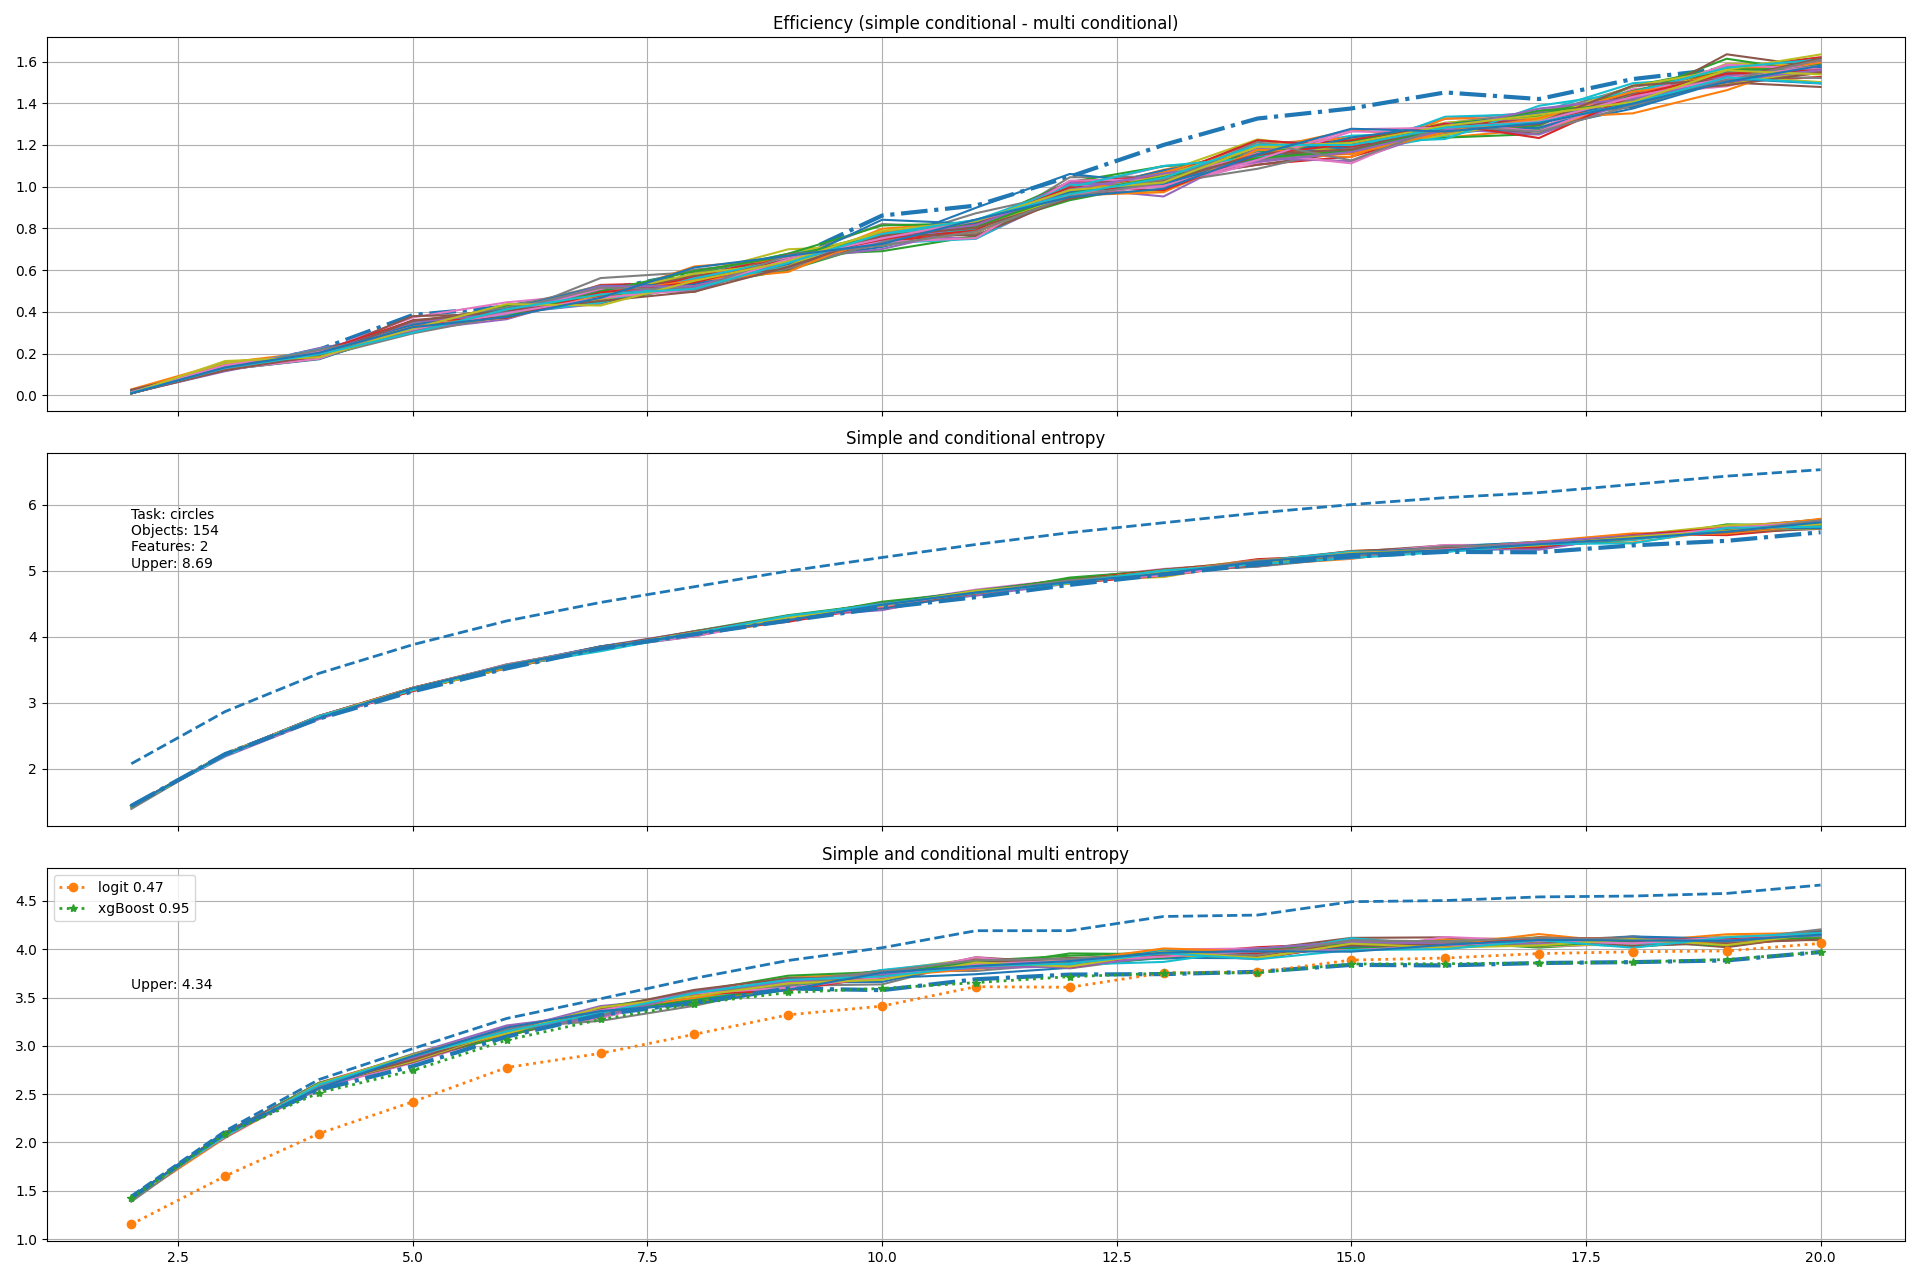 Efficiency (simple conditional - multi conditional)
1.6
1.4
1.2
1.0
0.8
0.6
0.4
0.2
0.0
Simple and conditional entropy
6
5
4
3
2
Task: circles
Objects: 154
Features: 2
Upper: 8.69
Simple and conditional multi entropy
4.5
4.0
3.5
3.0
2.5
2.0
1.5
1.0
logit 0.47
xgBoost 0.95
Upper: 4.34
2.5 5.0 7.5 10.0 12.5 15.0 17.5 20.0